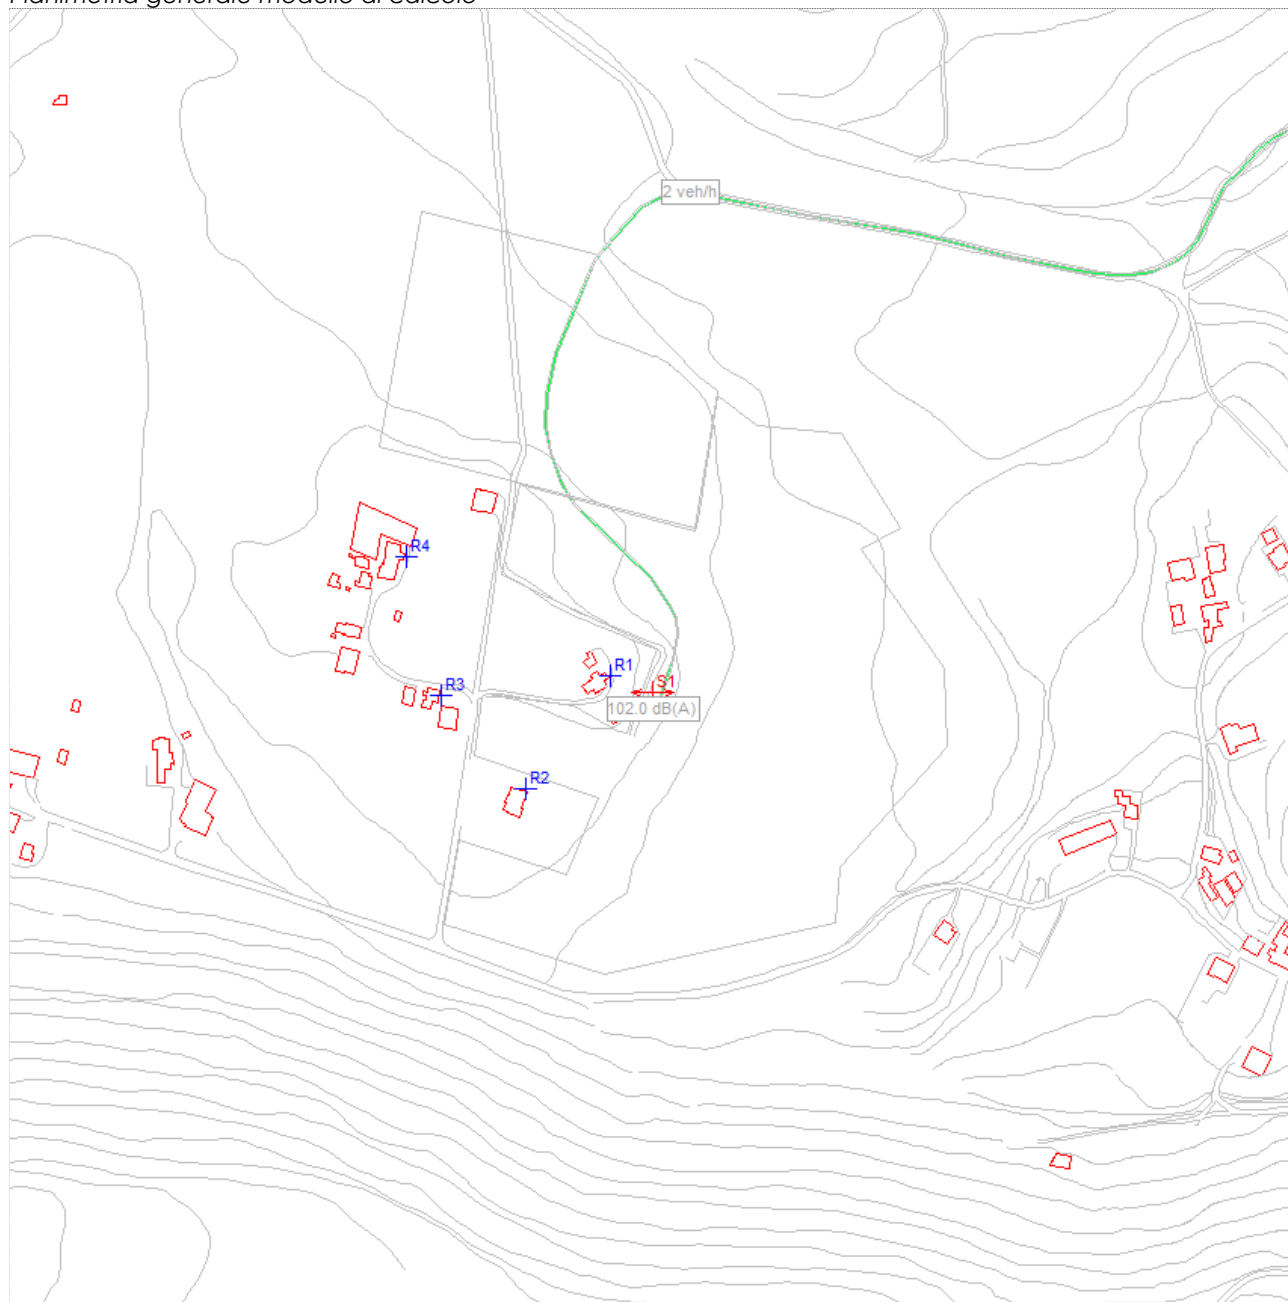 Planimetria generale modello di calcolo
2 veh/h
R4
R1
S1
R3
102.0 dB(A)
R2